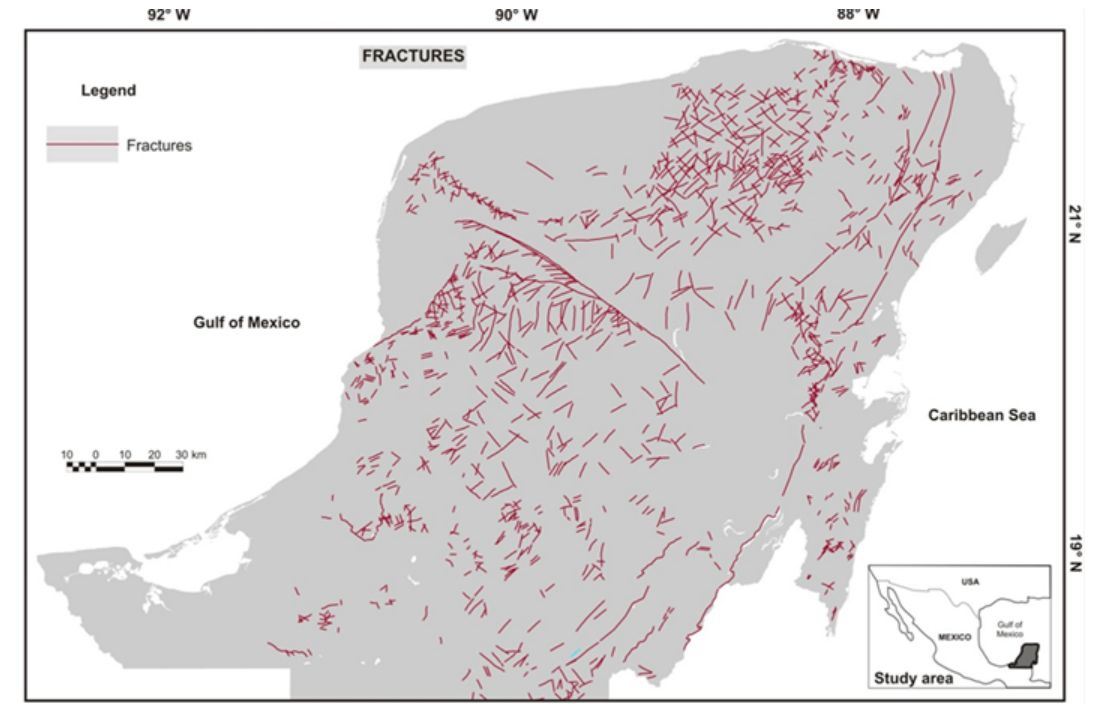 92° W 90° W 88° W
FRACTURES
Legend
Fractures
21° N
Gulf of Mexico
Caribbean Sea
10 0 10 20 30 km
19° N
USA
Gulf of
Mexico
MEXICO
Study area